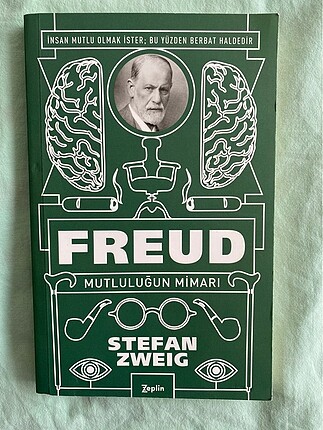 İNSAN MUTLU OLMAK İSTER; BU YÜZDEN BERBAT HALDEDİR
FREUD
MUTLULUĞUN MİMARI
STEFAN
ZWEIG
Zeplin